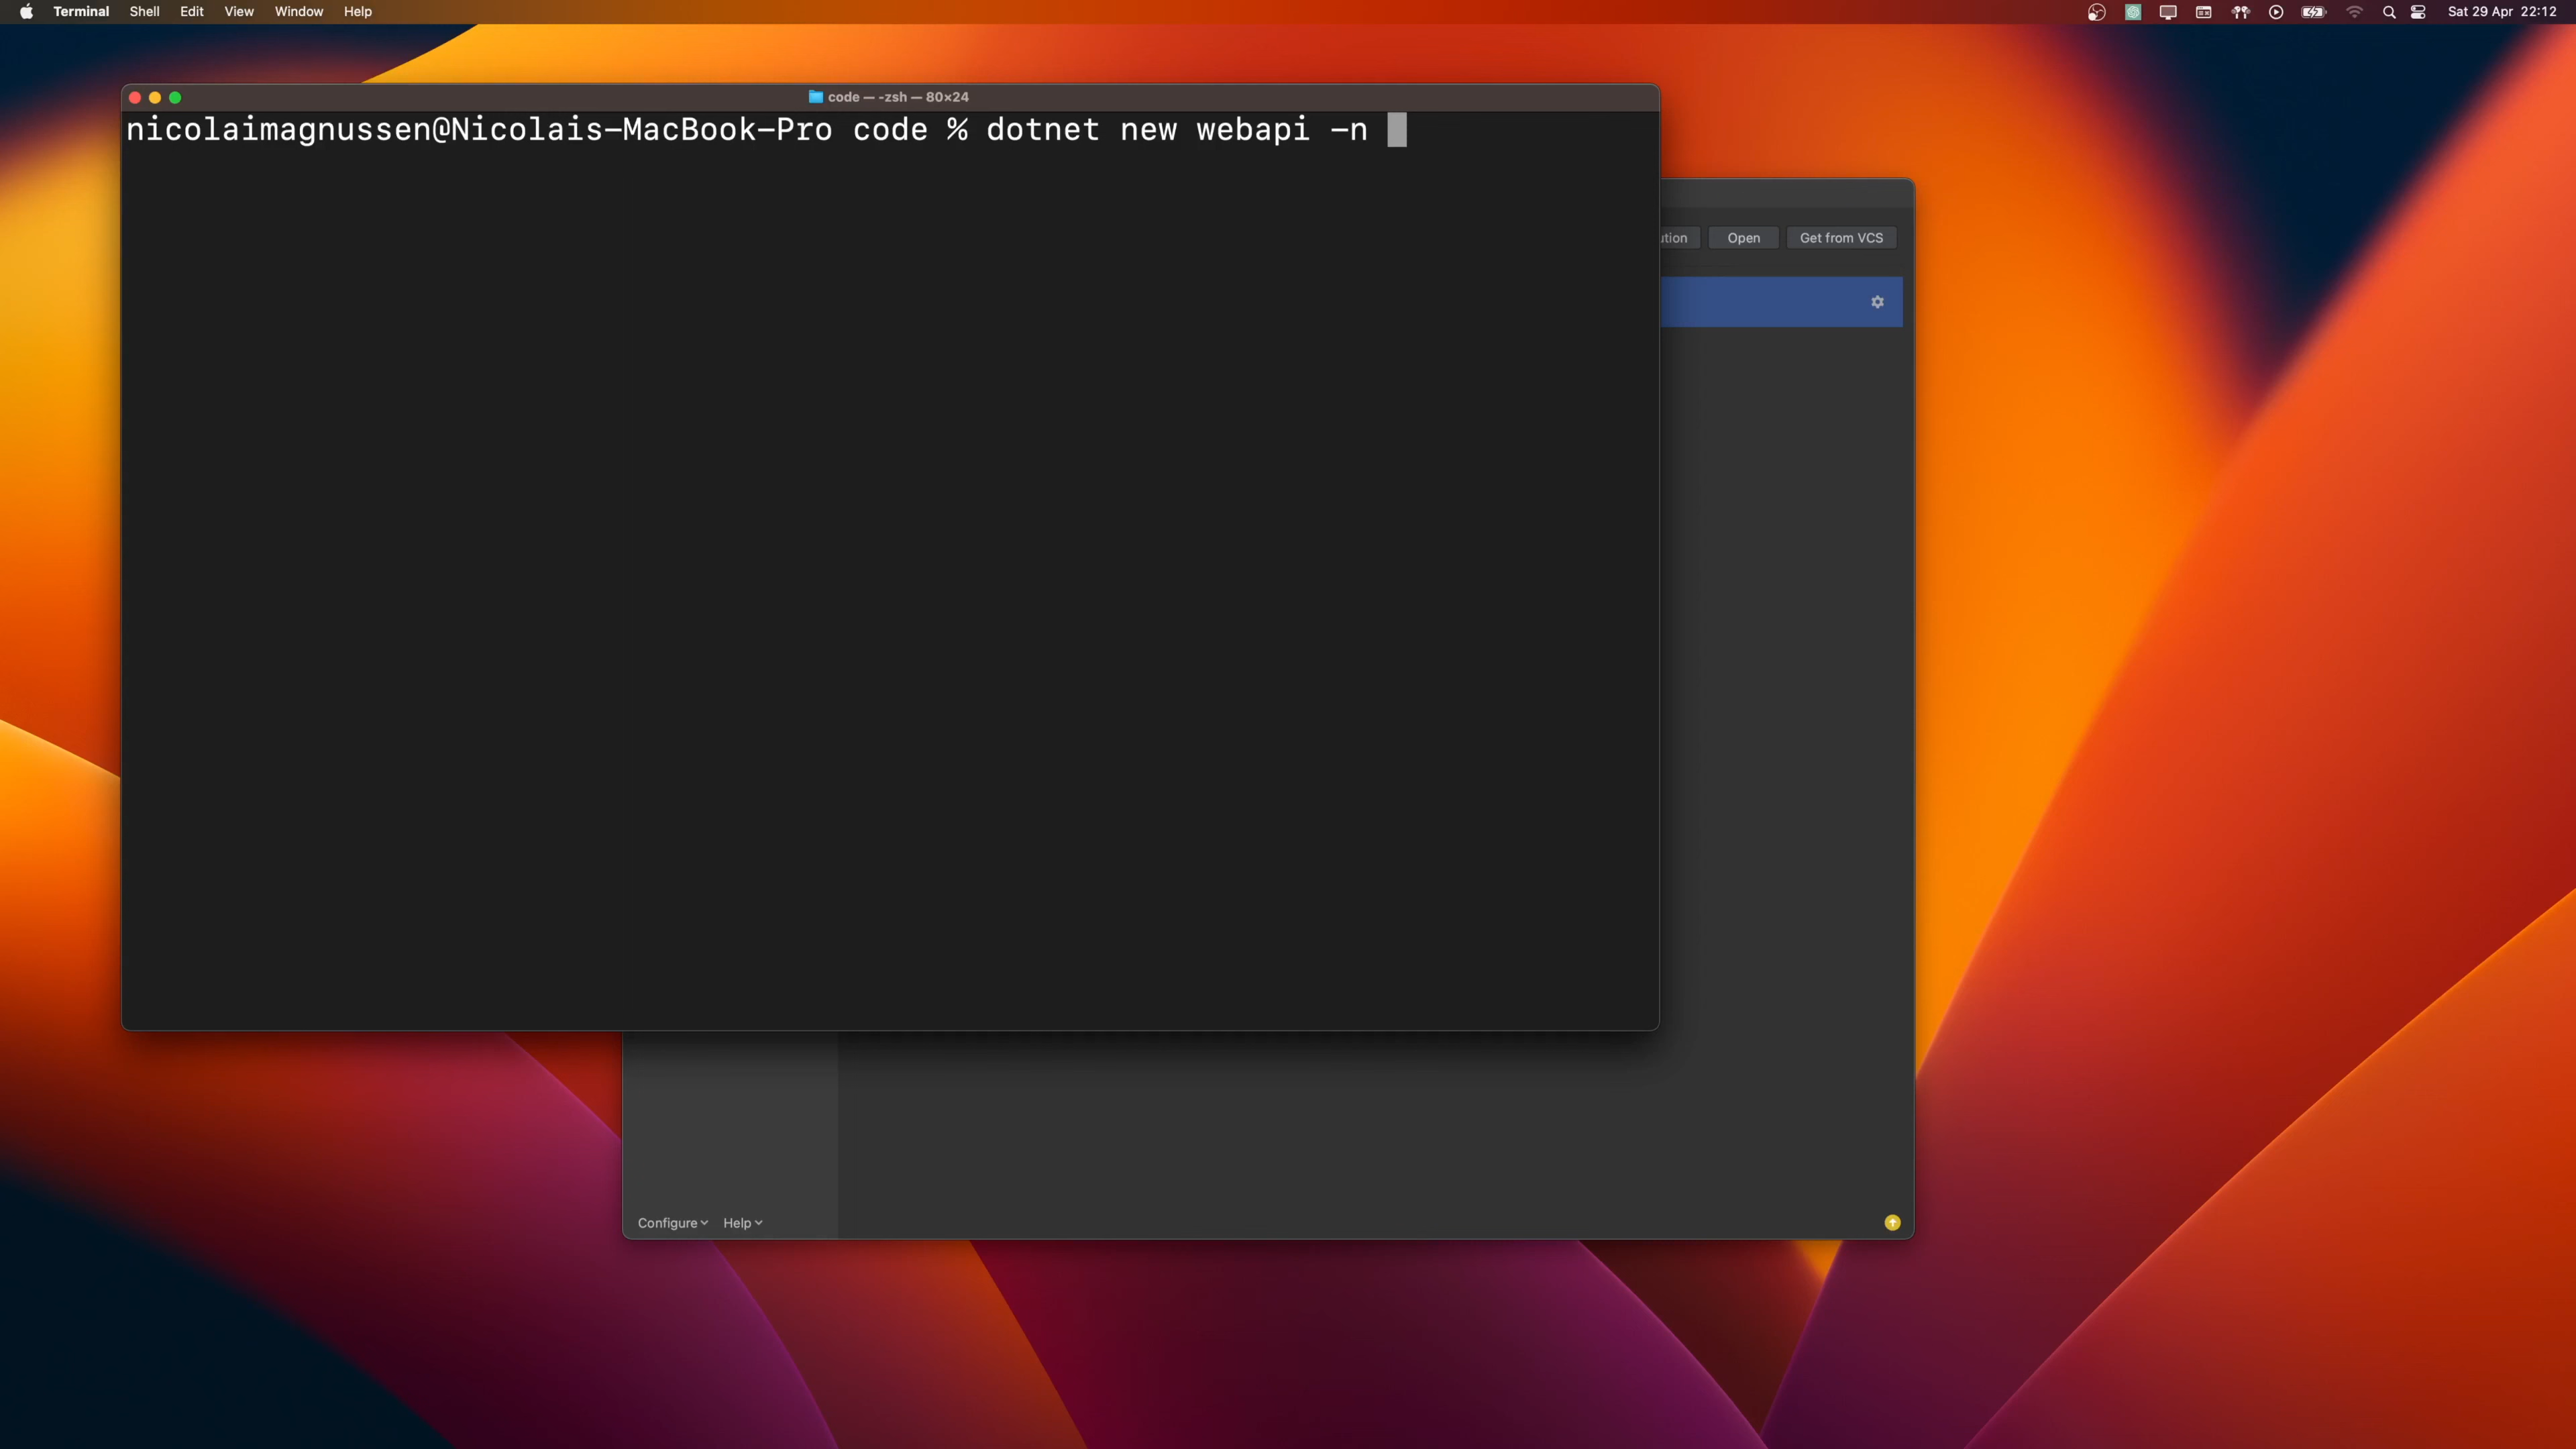 Terminal Shell Edit View Window Help
Sat 29 Apr 22:12
code — -zsh — 80×24
nicolaimagnussen@Nicolais-MacBook-Pro code % dotnet new webapi -n
ution Open Get from VCS
Configure Help